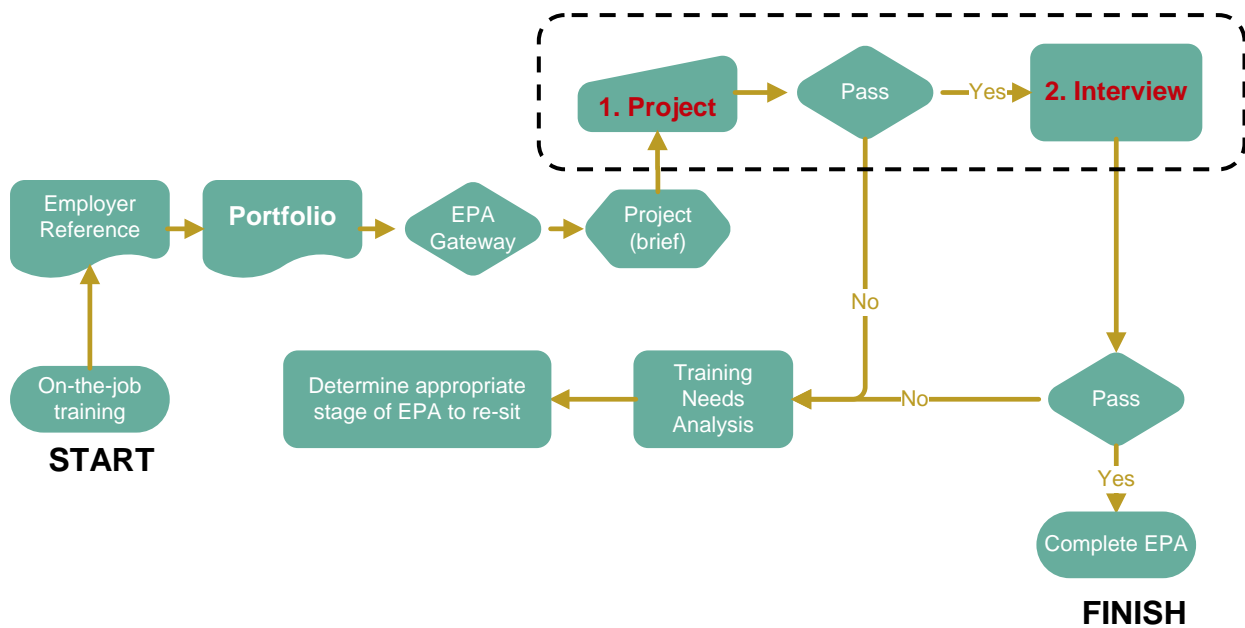 1. Project
Pass
Yes
2. Interview
Employer
Reference
Portfolio
EPA
Gateway
Project
(brief)
No
On-the-job
training
START
Determine appropriate
stage of EPA to re-sit
Training
Needs
Analysis
No
Pass
Yes
Complete EPA
FINISH